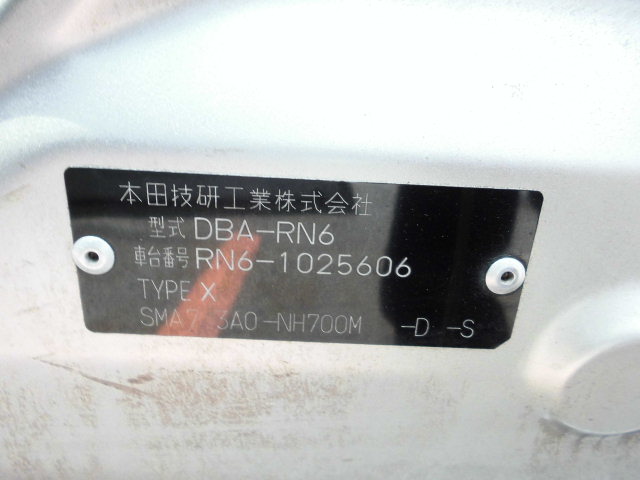 本田技研工業株式会社
型式 DBA-RN6
車台番号 RN6-1025606
TYPE X
3A0-NH700M -D -S